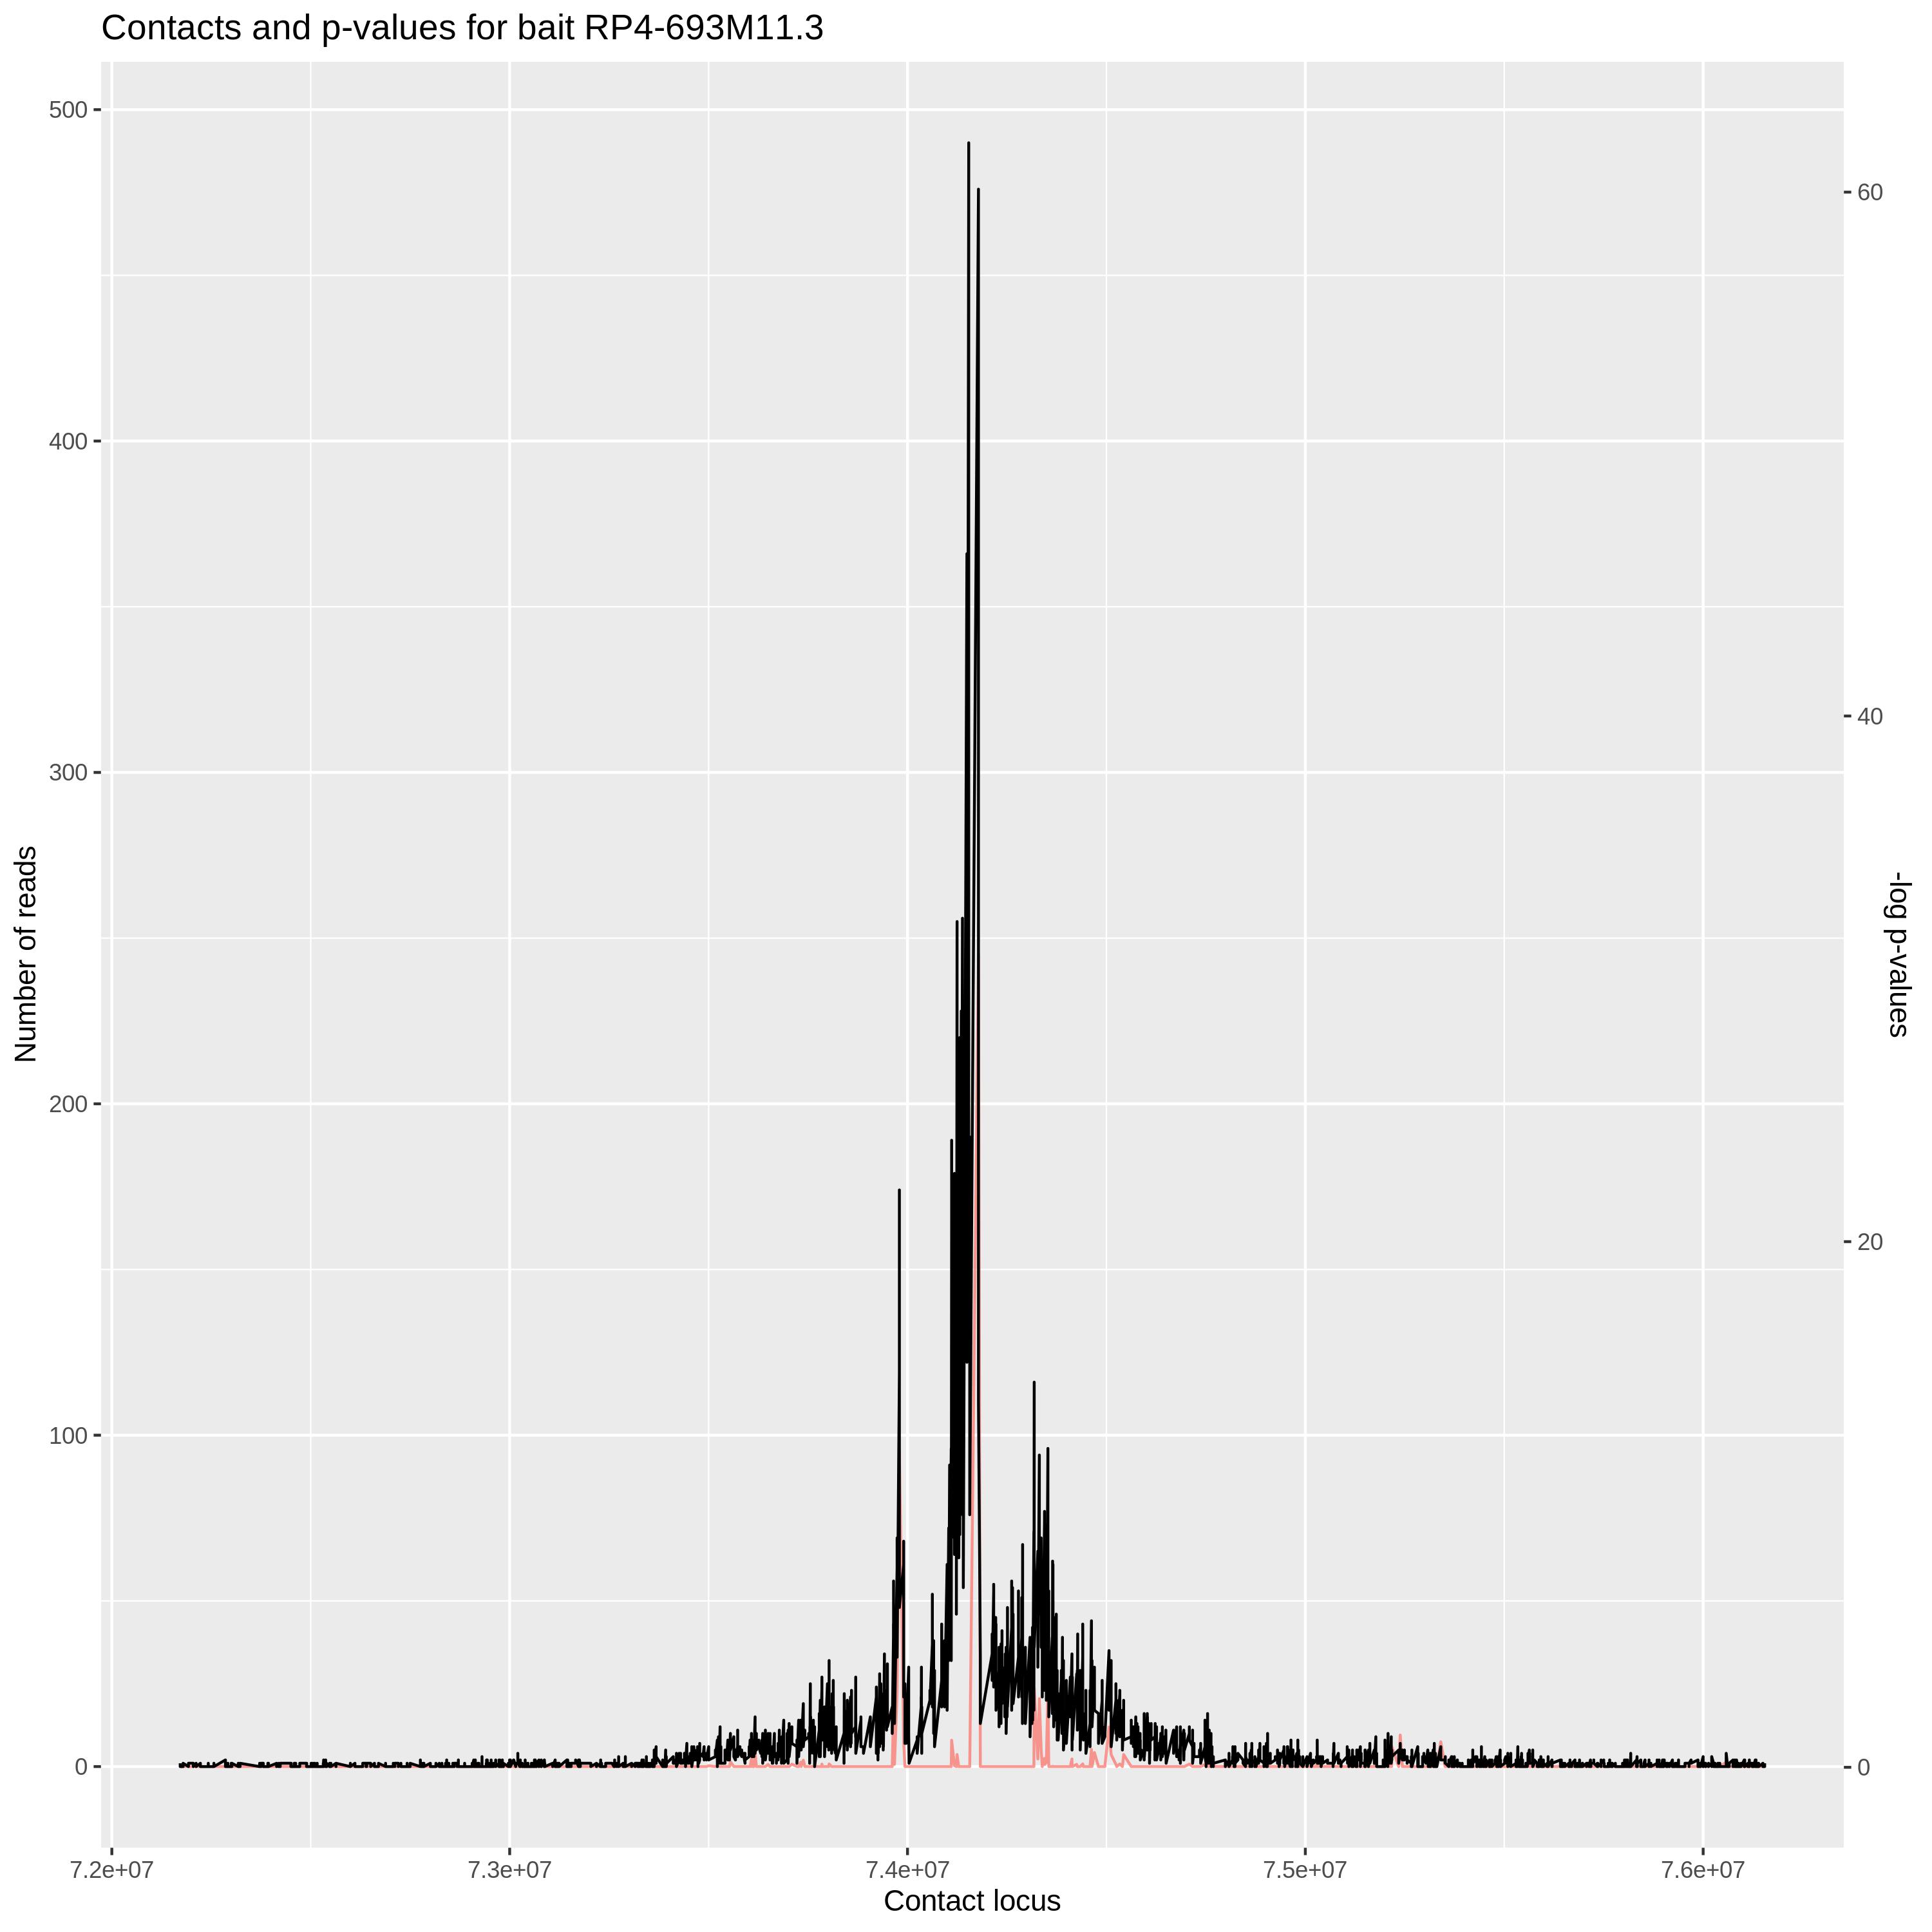 Contacts and p-values for bait RP4-693M11.3
500
400
300
200
100
0
Number of reads
60
40
20
0
-log p-values
7.2e+07 7.3e+07 7.4e+07 7.5e+07 7.6e+07
Contact locus